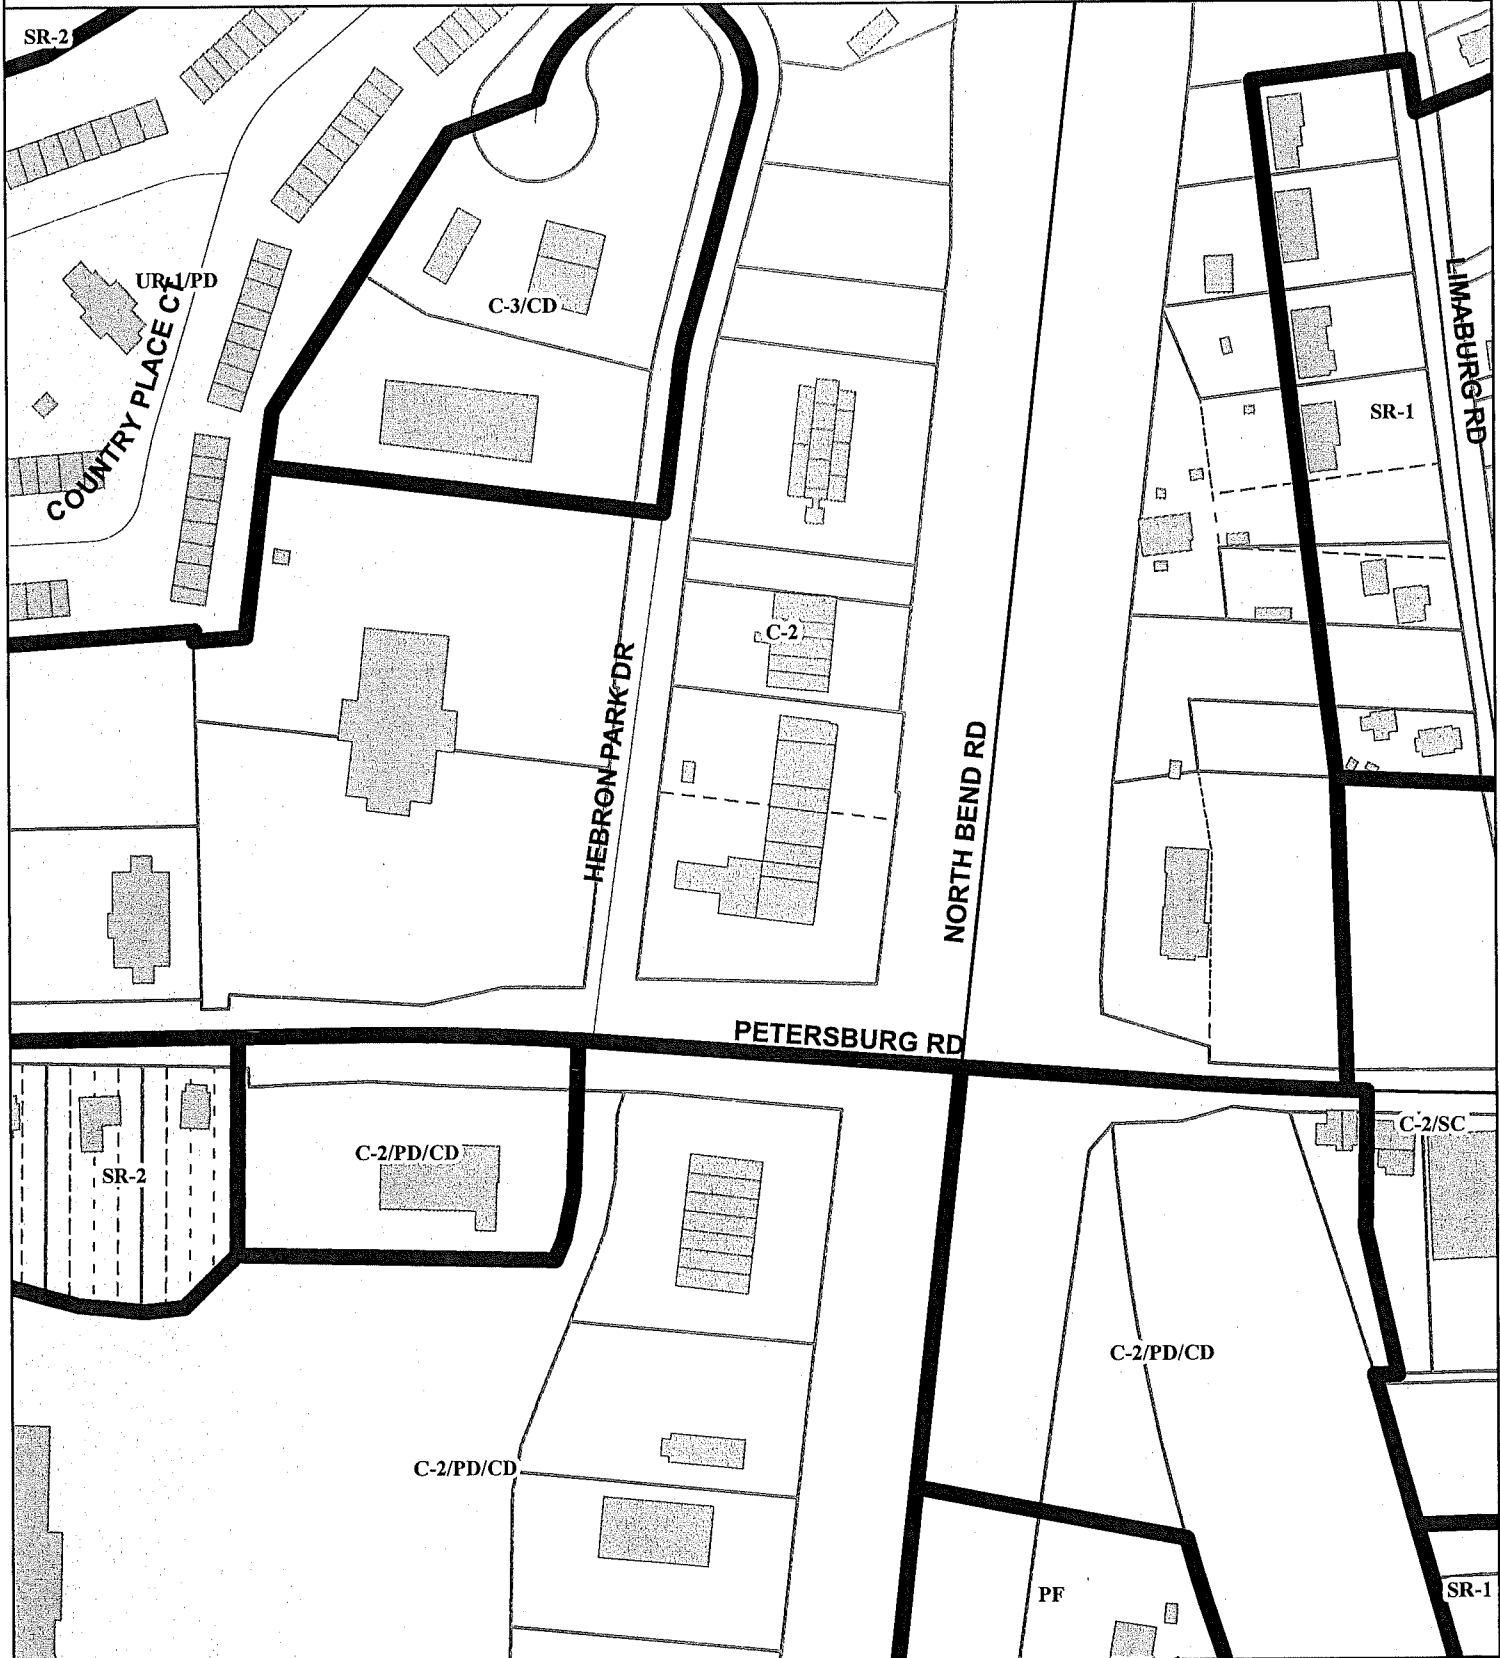 SR-2
UR-1/PD
COUNTRY PLACE CT
C-3/CD
LIMABURG RD
SR-1
C-2
HEBRON PARK DR
NORTH BEND RD
PETERSBURG RD
C-2/SC
C-2/PD/CD
SR-2
C-2/PD/CD
C-2/PD/CD
PF
SR-1